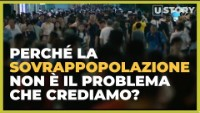 U.STORY
PERCHÉ LA
SOVRAPPOPOLAZIONE
NON È IL PROBLEMA
CHE CREDIAMO?